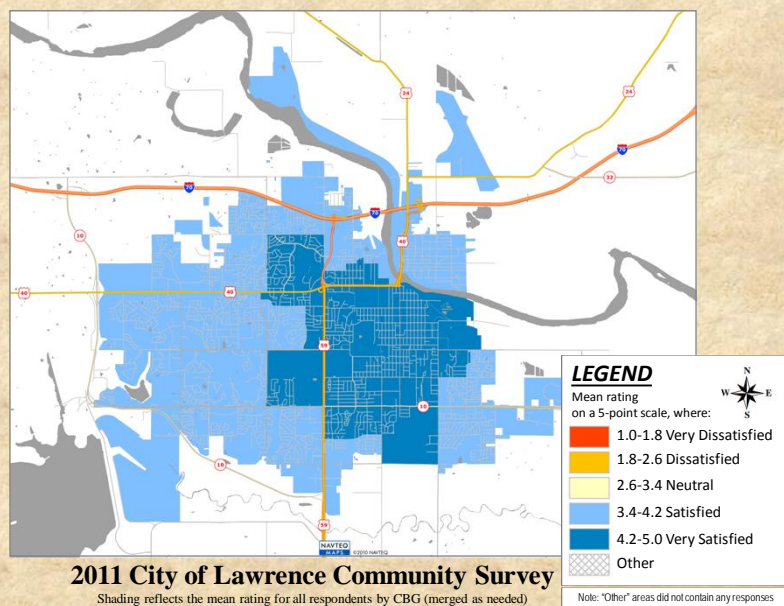 24
24
70
70
32
70
10
40
40
40
59
10
10
59
NAVTEQ
MAPS ©2010 NAVTEQ
LEGEND
N
W E
S
Mean rating
on a 5-point scale, where:
1.0-1.8 Very Dissatisfied
1.8-2.6 Dissatisfied
2.6-3.4 Neutral
3.4-4.2 Satisfied
4.2-5.0 Very Satisfied
Other
2011 City of Lawrence Community Survey
Shading reflects the mean rating for all respondents by CBG (merged as needed)
Note: "Other" areas did not contain any responses